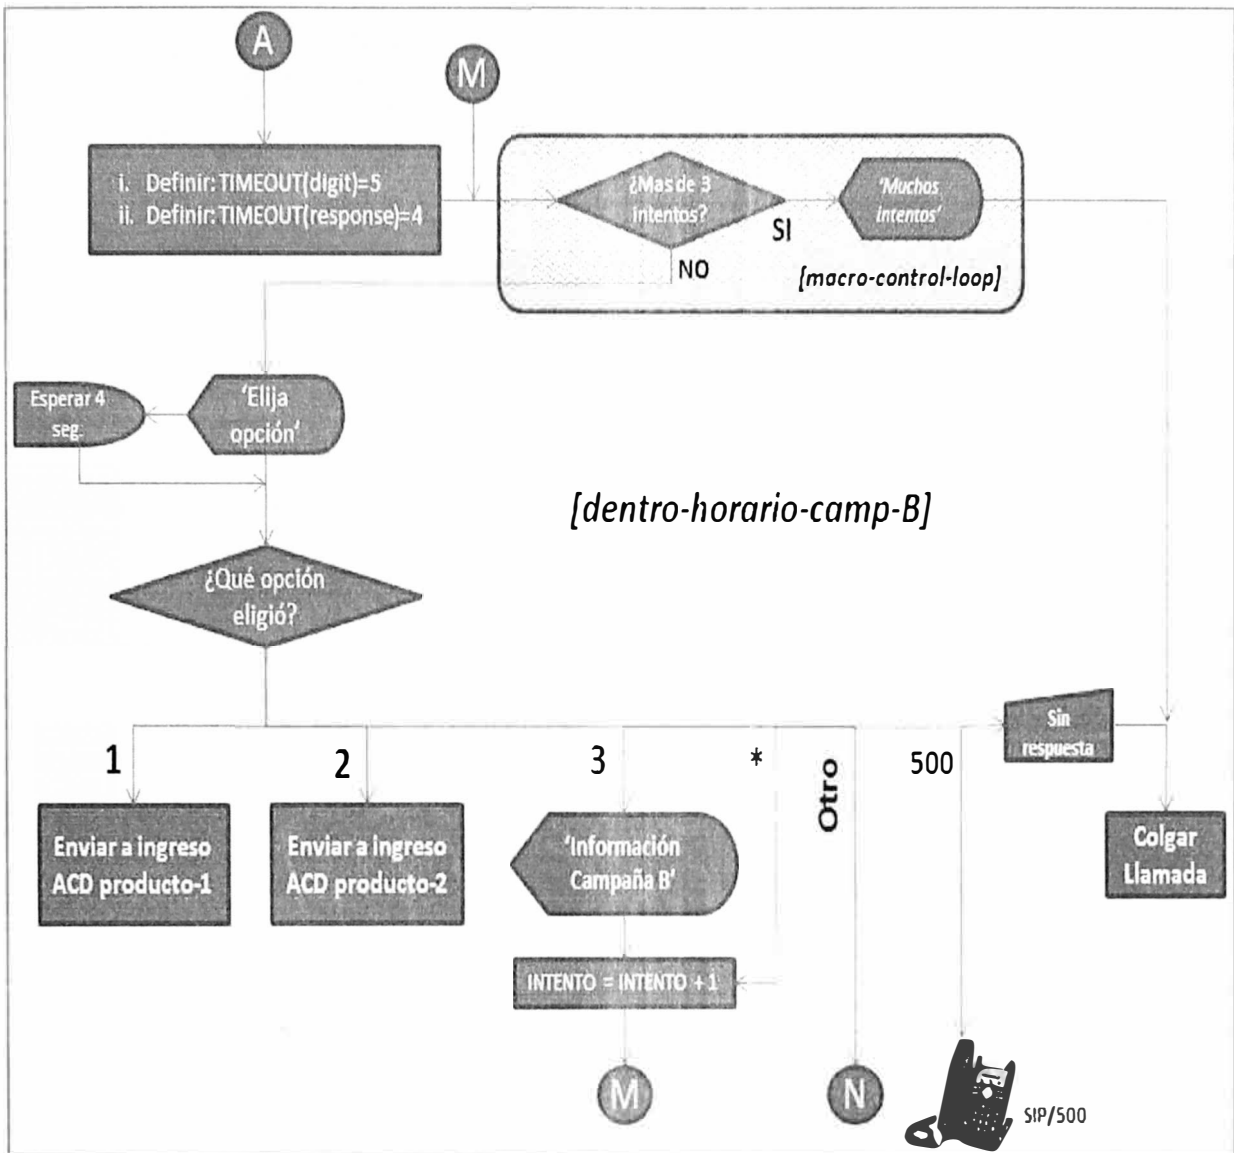 A
M
i. Definir: TIMEOUT(digit)=5
ii. Definir: TIMEOUT(response)=4
¿Mas de 3
intentos?
SI
NO
'Muchos
intentos'
[macro-control-loop]
Esperar 4
seg.
'Elija
opción'
[dentro-horario-camp-B]
¿Qué opción
eligió?
1
2
3
*
Otro
500
Sin
respuesta
Enviar a ingreso
ACD producto-1
Enviar a ingreso
ACD producto-2
'Información
Campaña B'
Colgar
Llamada
INTENTO = INTENTO + 1
M
N
SIP/500